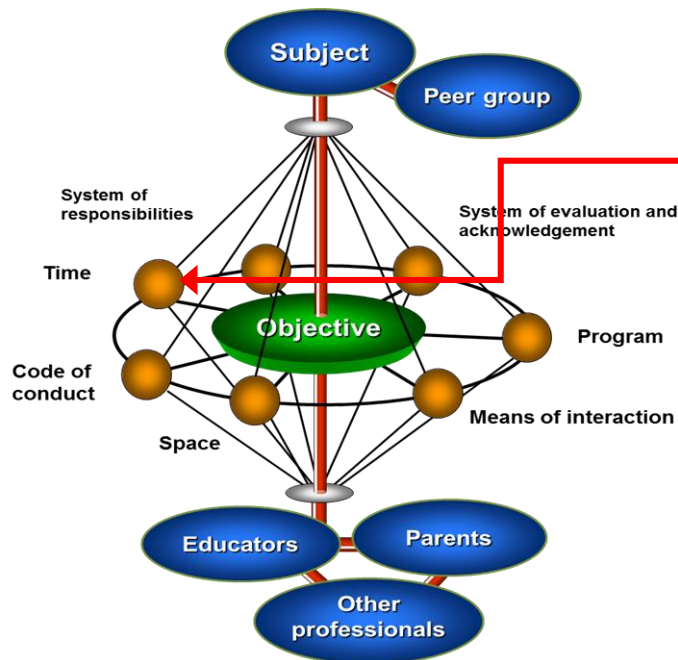 Subject
Peer group
System of
responsibilities
System of evaluation and
acknowledgement
Time
Objective
Program
Code of
conduct
Means of interaction
Space
Educators
Parents
Other
professionals